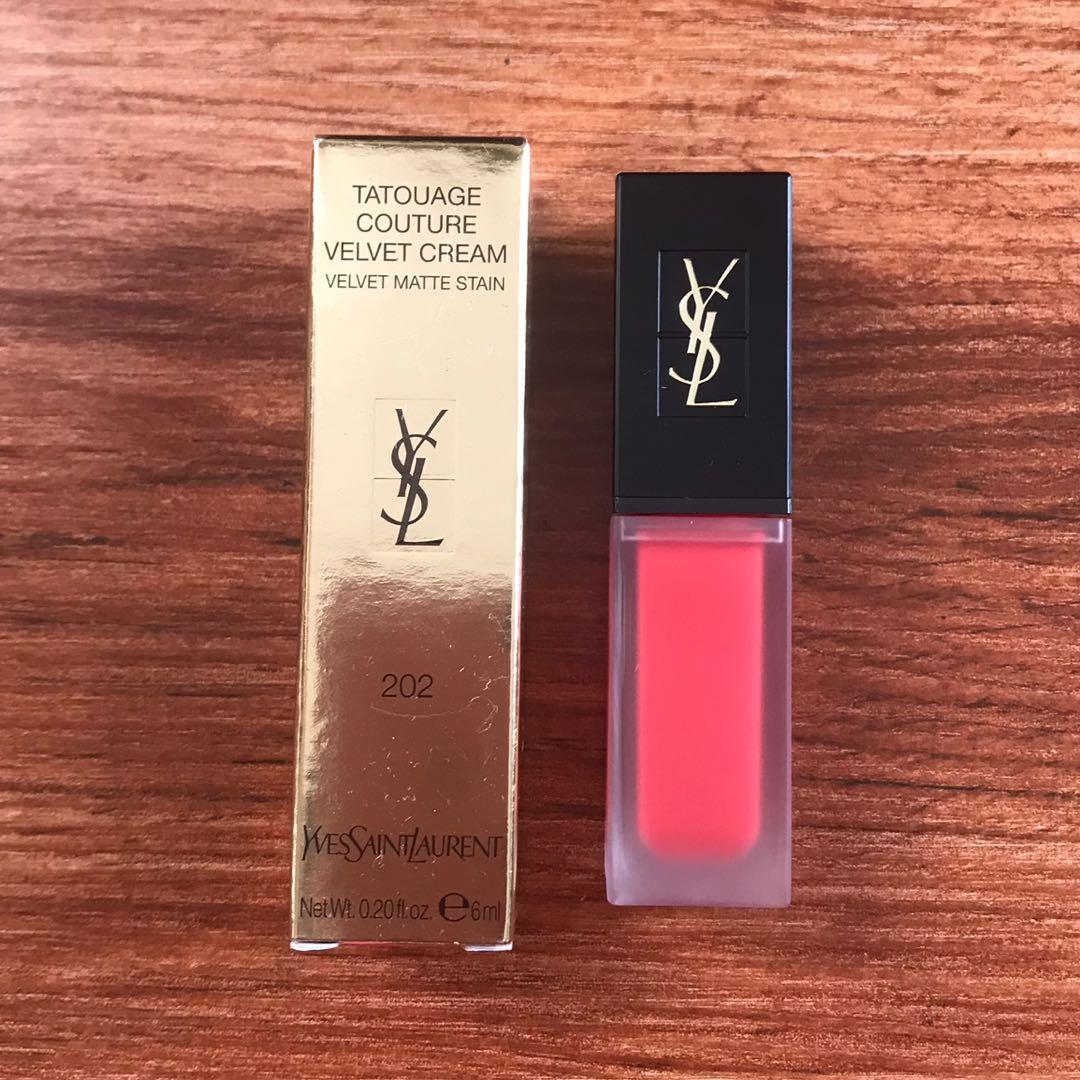 TATOUAGE
COUTURE
VELVET CREAM
VELVET MATTE STAIN
YSL
202
YVESSAINTLAURENT
Net Wt. 0.20 fl.oz. ℮ 6ml
YSL